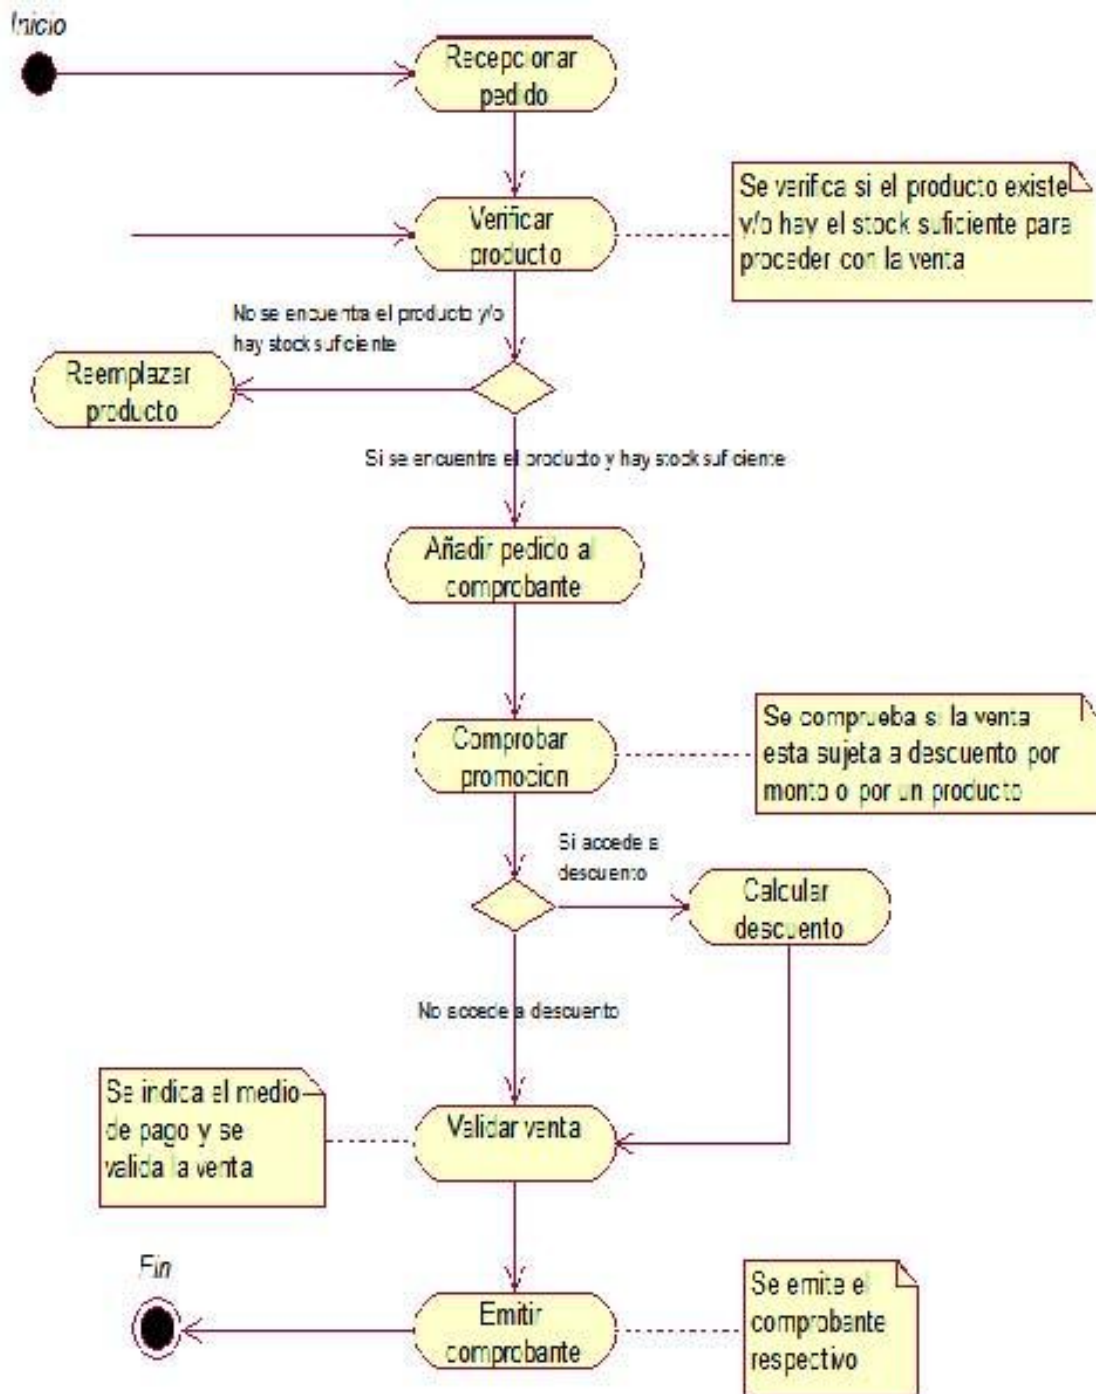 Inicio
Recepcionar
pedido
Verificar
producto
Se verifica si el producto existe
y/o hay el stock suficiente para
proceder con la venta
No se encuentra el producto y/o
hay stock suficiente
Reemplazar
producto
Si se encuentra el producto y hay stock suficiente
Añadir pedido al
comprobante
Comprobar
promocion
Se comprueba si la venta
esta sujeta a descuento por
monto o por un producto
Si accede a
descuento
Calcular
descuento
No accede a descuento
Se indica el medio
de pago y se
valida la venta
Validar venta
Fin
Emitir
comprobante
Se emite el
comprobante
respectivo